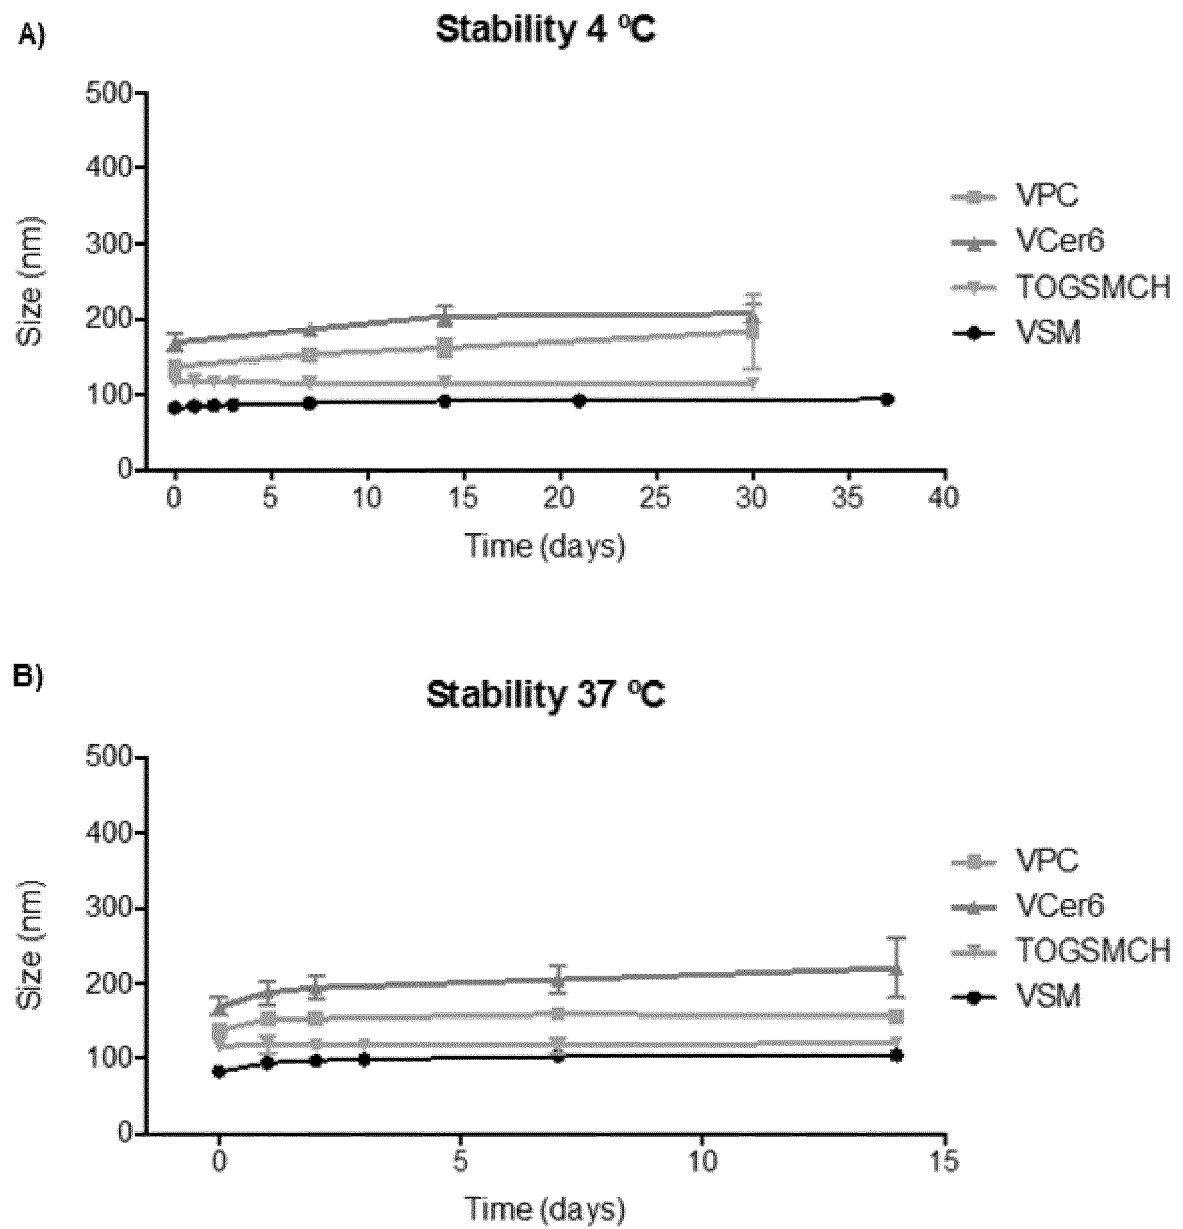 A)
Stability 4 ºC
500
400
300
200
100
0
Size (nm)
0 5 10 15 20 25 30 35 40
Time (days)
VPC
VCer6
TOGSMCH
VSM
B)
Stability 37 ºC
500
400
300
200
100
0
Size (nm)
0 5 10 15
Time (days)
VPC
VCer6
TOGSMCH
VSM